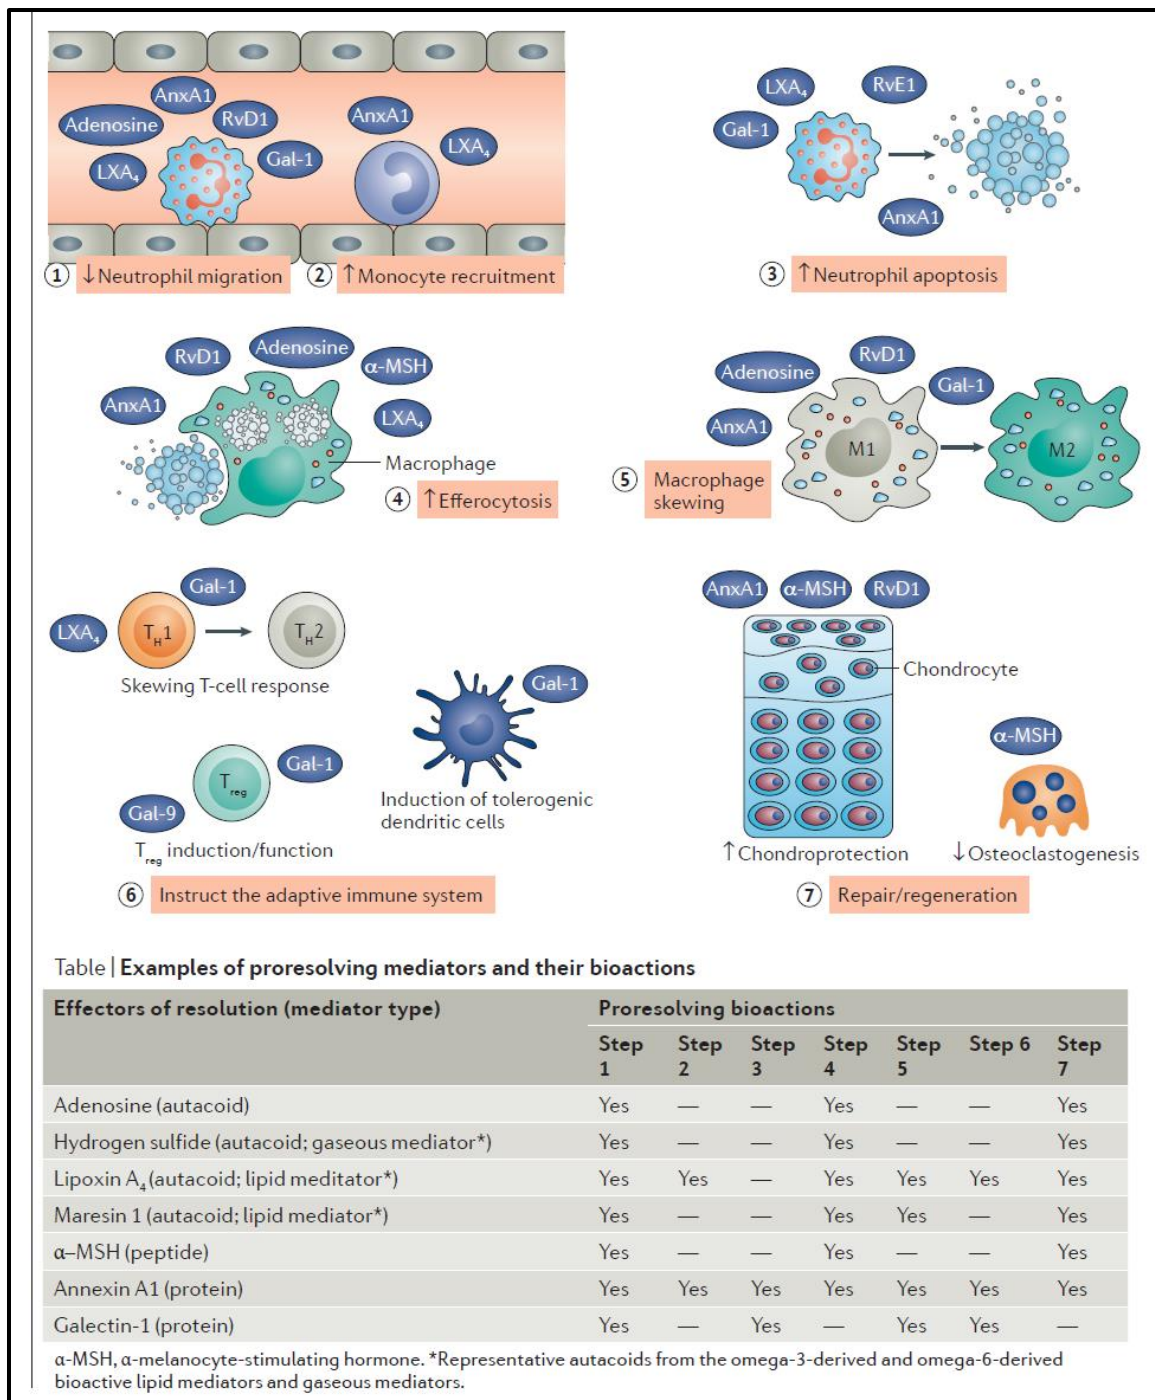 AnxA1
Adenosine
RvD1
LXA₄
Gal-1
AnxA1
LXA₄
① ↓Neutrophil migration
② ↑Monocyte recruitment
LXA₄
RvE1
Gal-1
AnxA1
③ ↑Neutrophil apoptosis
RvD1
Adenosine
α-MSH
AnxA1
LXA₄
Macrophage
④ ↑Efferocytosis
Adenosine
RvD1
Gal-1
AnxA1
M1
M2
⑤ Macrophage
skewing
Gal-1
LXA₄
T_H1
T_H2
Skewing T-cell response
Gal-1
Induction of tolerogenic
dendritic cells
Gal-1
T_reg
Gal-9
T_reg induction/function
⑥ Instruct the adaptive immune system
AnxA1
α-MSH
RvD1
Chondrocyte
α-MSH
↑Chondroprotection
↓Osteoclastogenesis
⑦ Repair/regeneration
Table | Examples of proresolving mediators and their bioactions
Effectors of resolution (mediator type) Proresolving bioactions
Step 1 Step 2 Step 3 Step 4 Step 5 Step 6 Step 7
Adenosine (autacoid) Yes — — Yes — — Yes
Hydrogen sulfide (autacoid; gaseous mediator*) Yes — — Yes — — Yes
Lipoxin A₄ (autacoid; lipid meditator*) Yes Yes — Yes Yes Yes Yes
Maresin 1 (autacoid; lipid mediator*) Yes — — Yes Yes — Yes
α–MSH (peptide) Yes — — Yes — — Yes
Annexin A1 (protein) Yes Yes Yes Yes Yes Yes Yes
Galectin-1 (protein) Yes — Yes — Yes Yes —
α-MSH, α-melanocyte-stimulating hormone. *Representative autacoids from the omega-3-derived and omega-6-derived
bioactive lipid mediators and gaseous mediators.